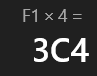 F1 × 4 =
3C4